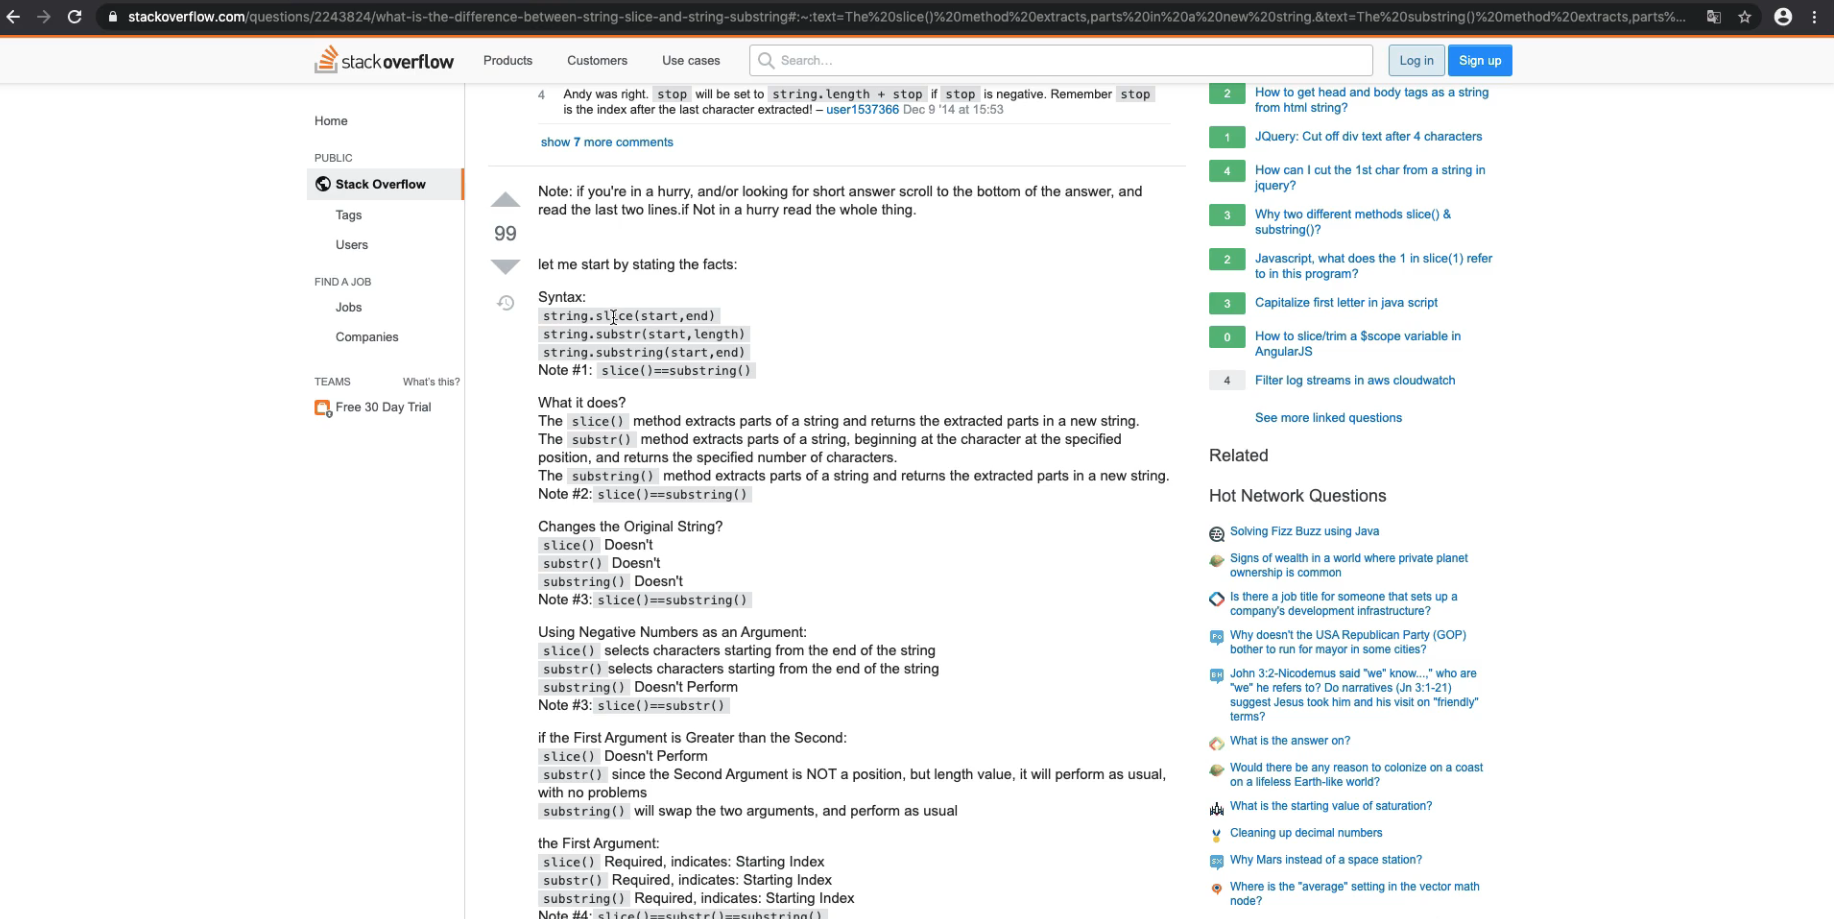 stackoverflow.com/questions/2243824/what-is-the-difference-between-string-slice-and-string-substring#:~:text=The%20slice()%20method%20extracts,parts%20in%20a%20new%20string.&text=The%20substring()%20method%20extracts,parts%...
stackoverflow
Products
Customers
Use cases
Search...
Log in
Sign up
Home
PUBLIC
Stack Overflow
Tags
Users
FIND A JOB
Jobs
Companies
TEAMS What's this?
Free 30 Day Trial
4 Andy was right. stop will be set to string.length + stop if stop is negative. Remember stop
is the index after the last character extracted! – user1537366 Dec 9 '14 at 15:53
show 7 more comments
99
Note: if you're in a hurry, and/or looking for short answer scroll to the bottom of the answer, and
read the last two lines.if Not in a hurry read the whole thing.
let me start by stating the facts:
Syntax:
string.slice(start,end)
string.substr(start,length)
string.substring(start,end)
Note #1: slice()==substring()
What it does?
The slice() method extracts parts of a string and returns the extracted parts in a new string.
The substr() method extracts parts of a string, beginning at the character at the specified
position, and returns the specified number of characters.
The substring() method extracts parts of a string and returns the extracted parts in a new string.
Note #2: slice()==substring()
Changes the Original String?
slice() Doesn't
substr() Doesn't
substring() Doesn't
Note #3: slice()==substring()
Using Negative Numbers as an Argument:
slice() selects characters starting from the end of the string
substr() selects characters starting from the end of the string
substring() Doesn't Perform
Note #3: slice()==substr()
if the First Argument is Greater than the Second:
slice() Doesn't Perform
substr() since the Second Argument is NOT a position, but length value, it will perform as usual,
with no problems
substring() will swap the two arguments, and perform as usual
the First Argument:
slice() Required, indicates: Starting Index
substr() Required, indicates: Starting Index
substring() Required, indicates: Starting Index
Note #4: slice()==substr()==substring()
2 How to get head and body tags as a string
from html string?
1 JQuery: Cut off div text after 4 characters
4 How can I cut the 1st char from a string in
jquery?
3 Why two different methods slice() &
substring()?
2 Javascript, what does the 1 in slice(1) refer
to in this program?
3 Capitalize first letter in java script
0 How to slice/trim a $scope variable in
AngularJS
4 Filter log streams in aws cloudwatch
See more linked questions
Related
Hot Network Questions
Solving Fizz Buzz using Java
Signs of wealth in a world where private planet
ownership is common
Is there a job title for someone that sets up a
company's development infrastructure?
Why doesn't the USA Republican Party (GOP)
bother to run for mayor in some cities?
John 3:2-Nicodemus said "we" know...," who are
"we" he refers to? Do narratives (Jn 3:1-21)
suggest Jesus took him and his visit on "friendly"
terms?
What is the answer on?
Would there be any reason to colonize on a coast
on a lifeless Earth-like world?
What is the starting value of saturation?
Cleaning up decimal numbers
Why Mars instead of a space station?
Where is the "average" setting in the vector math
node?